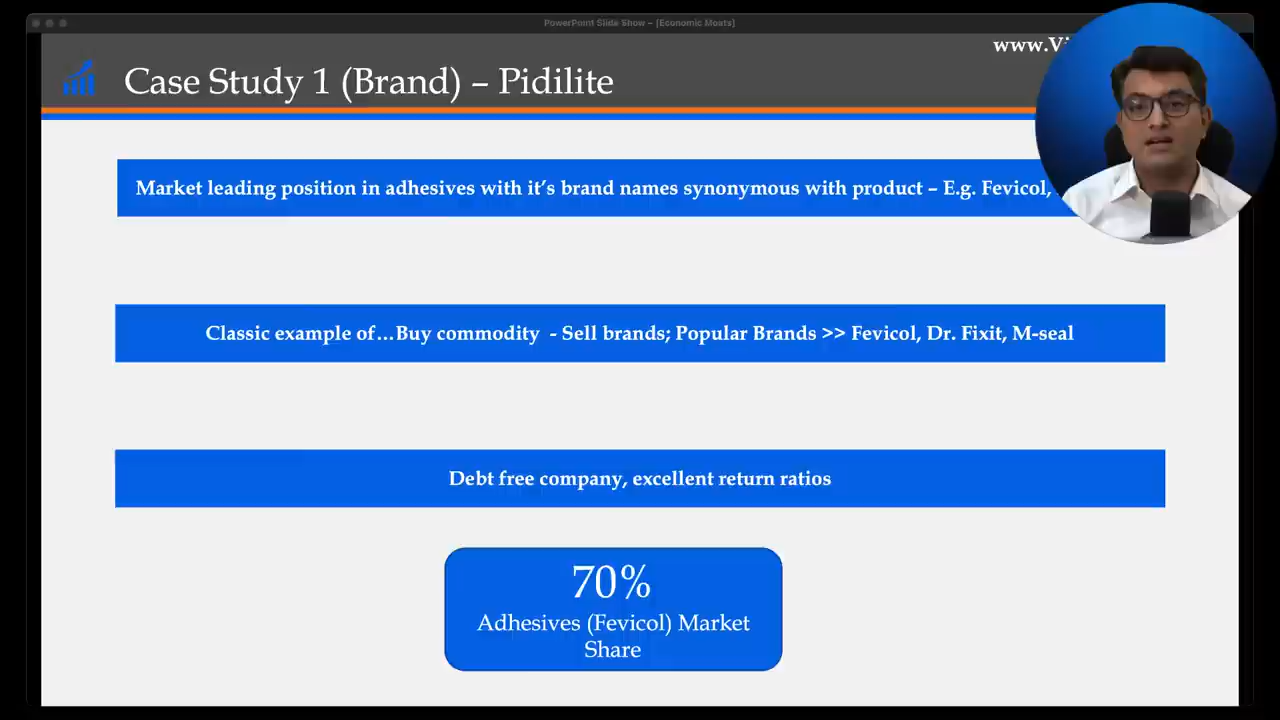 PowerPoint Slide Show – [Economic Moats]
Case Study 1 (Brand) – Pidilite
Market leading position in adhesives with it's brand names synonymous with product – E.g. Fevicol,
Classic example of…Buy commodity - Sell brands; Popular Brands >> Fevicol, Dr. Fixit, M-seal
Debt free company, excellent return ratios
70%
Adhesives (Fevicol) Market
Share